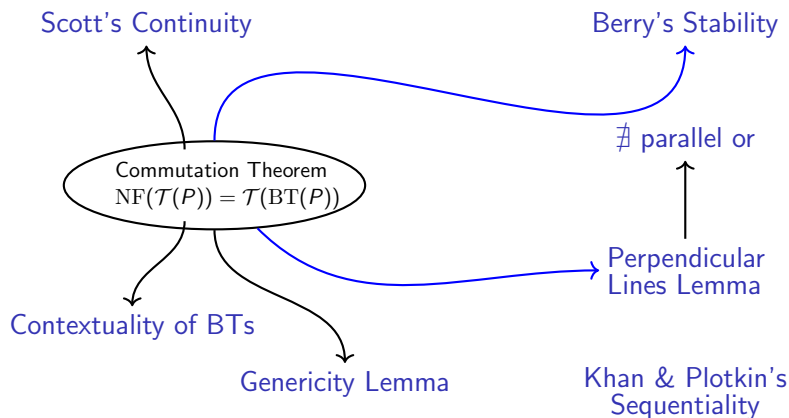 Scott's Continuity
Berry's Stability
∄ parallel or
Commutation Theorem
NF(𝒯(P)) = 𝒯(BT(P))
Perpendicular
Lines Lemma
Contextuality of BTs
Genericity Lemma
Khan & Plotkin's
Sequentiality